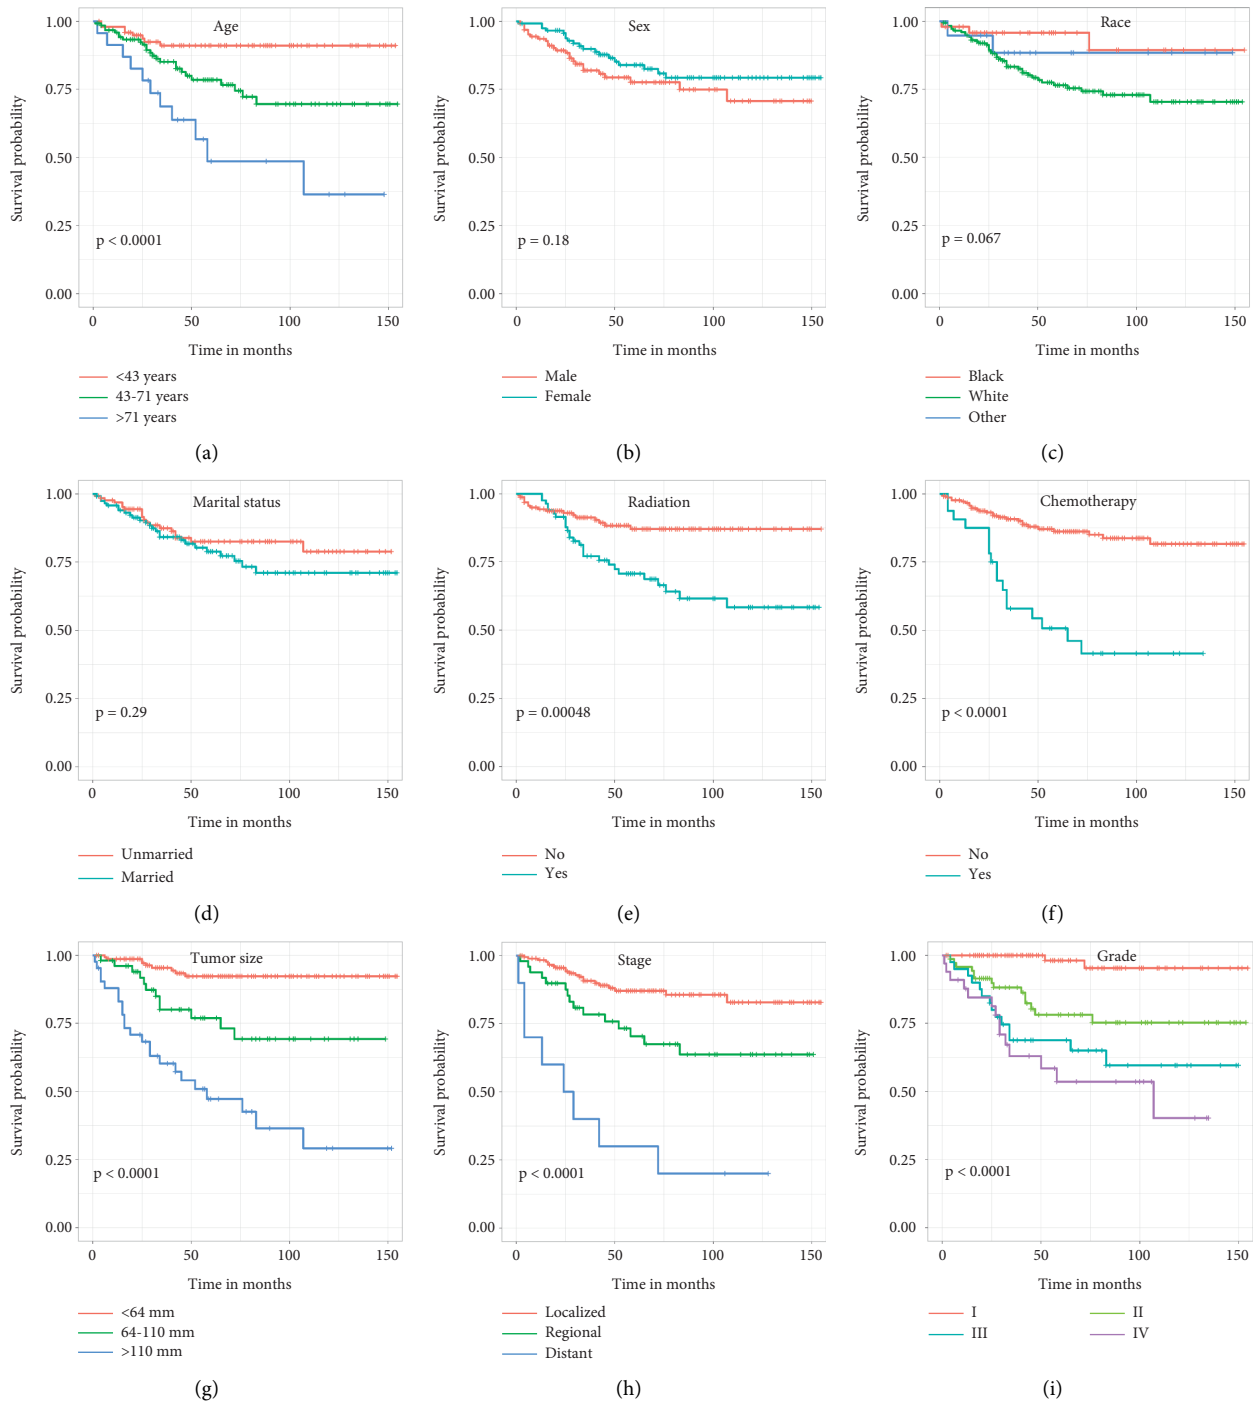 Age
Survival probability
1.00
0.75
0.50
0.25
0.00
p < 0.0001
0 50 100 150
Time in months
<43 years
43-71 years
>71 years
(a)
Sex
Survival probability
1.00
0.75
0.50
0.25
0.00
p = 0.18
0 50 100 150
Time in months
Male
Female
(b)
Race
Survival probability
1.00
0.75
0.50
0.25
0.00
p = 0.067
0 50 100 150
Time in months
Black
White
Other
(c)
Marital status
Survival probability
1.00
0.75
0.50
0.25
0.00
p = 0.29
0 50 100 150
Time in months
Unmarried
Married
(d)
Radiation
Survival probability
1.00
0.75
0.50
0.25
0.00
p = 0.00048
0 50 100 150
Time in months
No
Yes
(e)
Chemotherapy
Survival probability
1.00
0.75
0.50
0.25
0.00
p < 0.0001
0 50 100 150
Time in months
No
Yes
(f)
Tumor size
Survival probability
1.00
0.75
0.50
0.25
0.00
p < 0.0001
0 50 100 150
Time in months
<64 mm
64-110 mm
>110 mm
(g)
Stage
Survival probability
1.00
0.75
0.50
0.25
0.00
p < 0.0001
0 50 100 150
Time in months
Localized
Regional
Distant
(h)
Grade
Survival probability
1.00
0.75
0.50
0.25
0.00
p < 0.0001
0 50 100 150
Time in months
I II
III IV
(i)